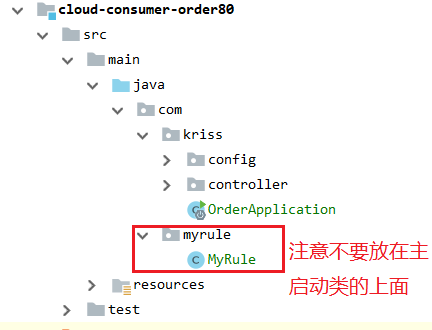 cloud-consumer-order80
src
main
java
com
kriss
config
controller
OrderApplication
myrule
MyRule
注意不要放在主
启动类的上面
resources
test